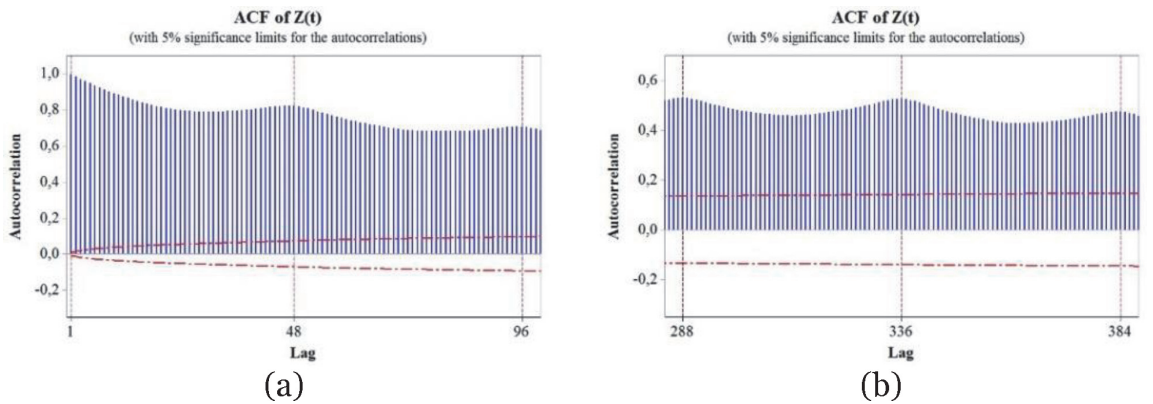 ACF of Z(t)
(with 5% significance limits for the autocorrelations)
Autocorrelation
1,0
0,8
0,6
0,4
0,2
0,0
-0,2
1
48
96
Lag
(a)
ACF of Z(t)
(with 5% significance limits for the autocorrelations)
Autocorrelation
0,6
0,4
0,2
0,0
-0,2
288
336
384
Lag
(b)